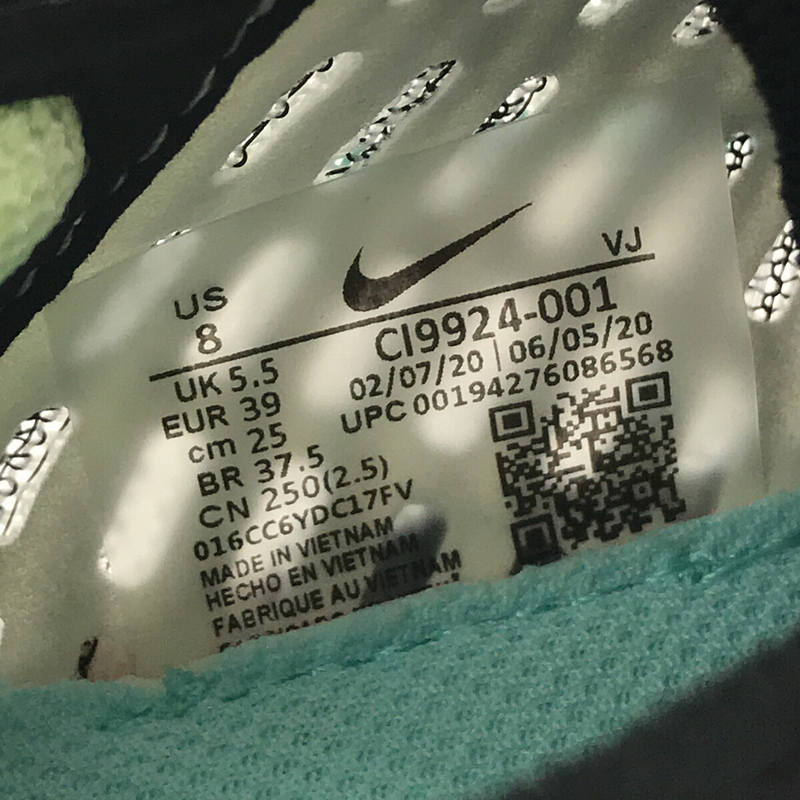 VJ
US
8
CI9924-001
UK 5.5
02/07/20 | 06/05/20
EUR 39
UPC 00194276086568
cm 25
BR 37.5
CN 250(2.5)
016CC6YDC17FV
MADE IN VIETNAM
HECHO EN VIETNAM
FABRIQUE AU VIETNAM